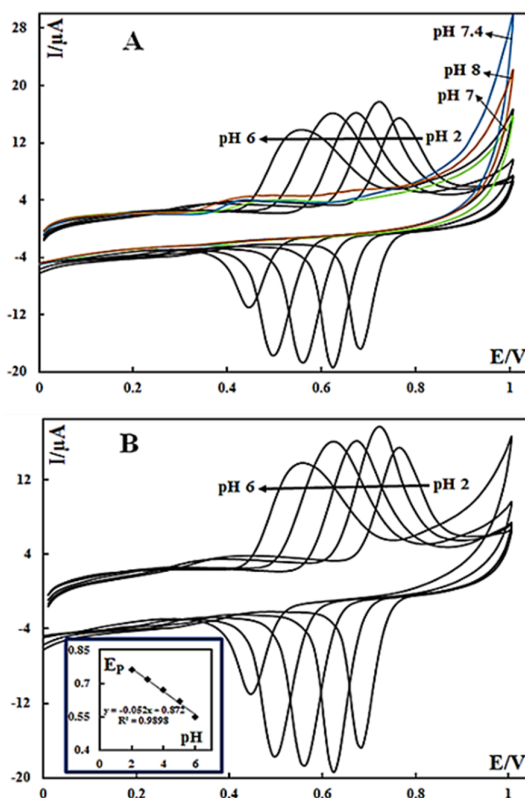 28
I/µA
A
pH 7.4
20
pH 8
pH 7
12
pH 6
pH 2
4
-4
-12
E/V
-20
0
0.2
0.4
0.6
0.8
1
I/µA
B
12
pH 6
pH 2
4
-4
0.85
EP
0.7
y = -0.052x + 0.872
0.55
R² = 0.9898
pH
0.4
0 2 4 6 8
-12
E/V
-20
0
0.2
0.4
0.6
0.8
1